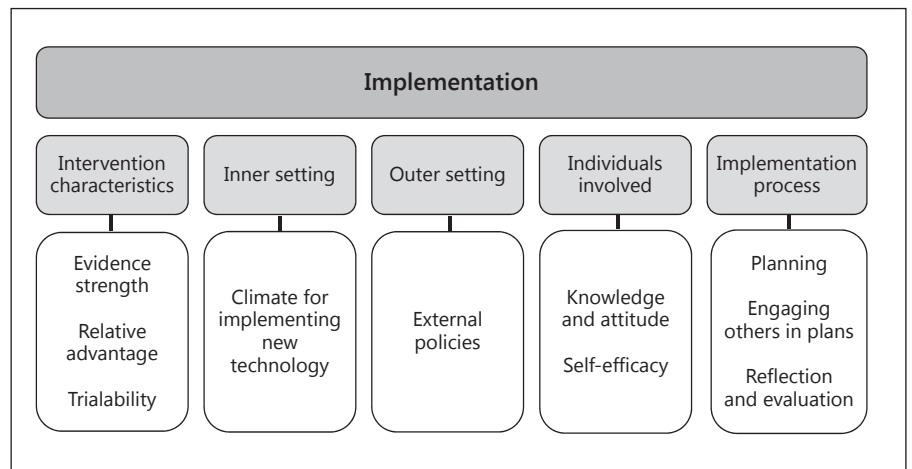 Implementation
Intervention
characteristics
Inner setting
Outer setting
Individuals
involved
Implementation
process
Evidence
strength
Relative
advantage
Trialability
Climate for
implementing
new
technology
External
policies
Knowledge
and attitude
Self-efficacy
Planning
Engaging
others in plans
Reflection
and evaluation